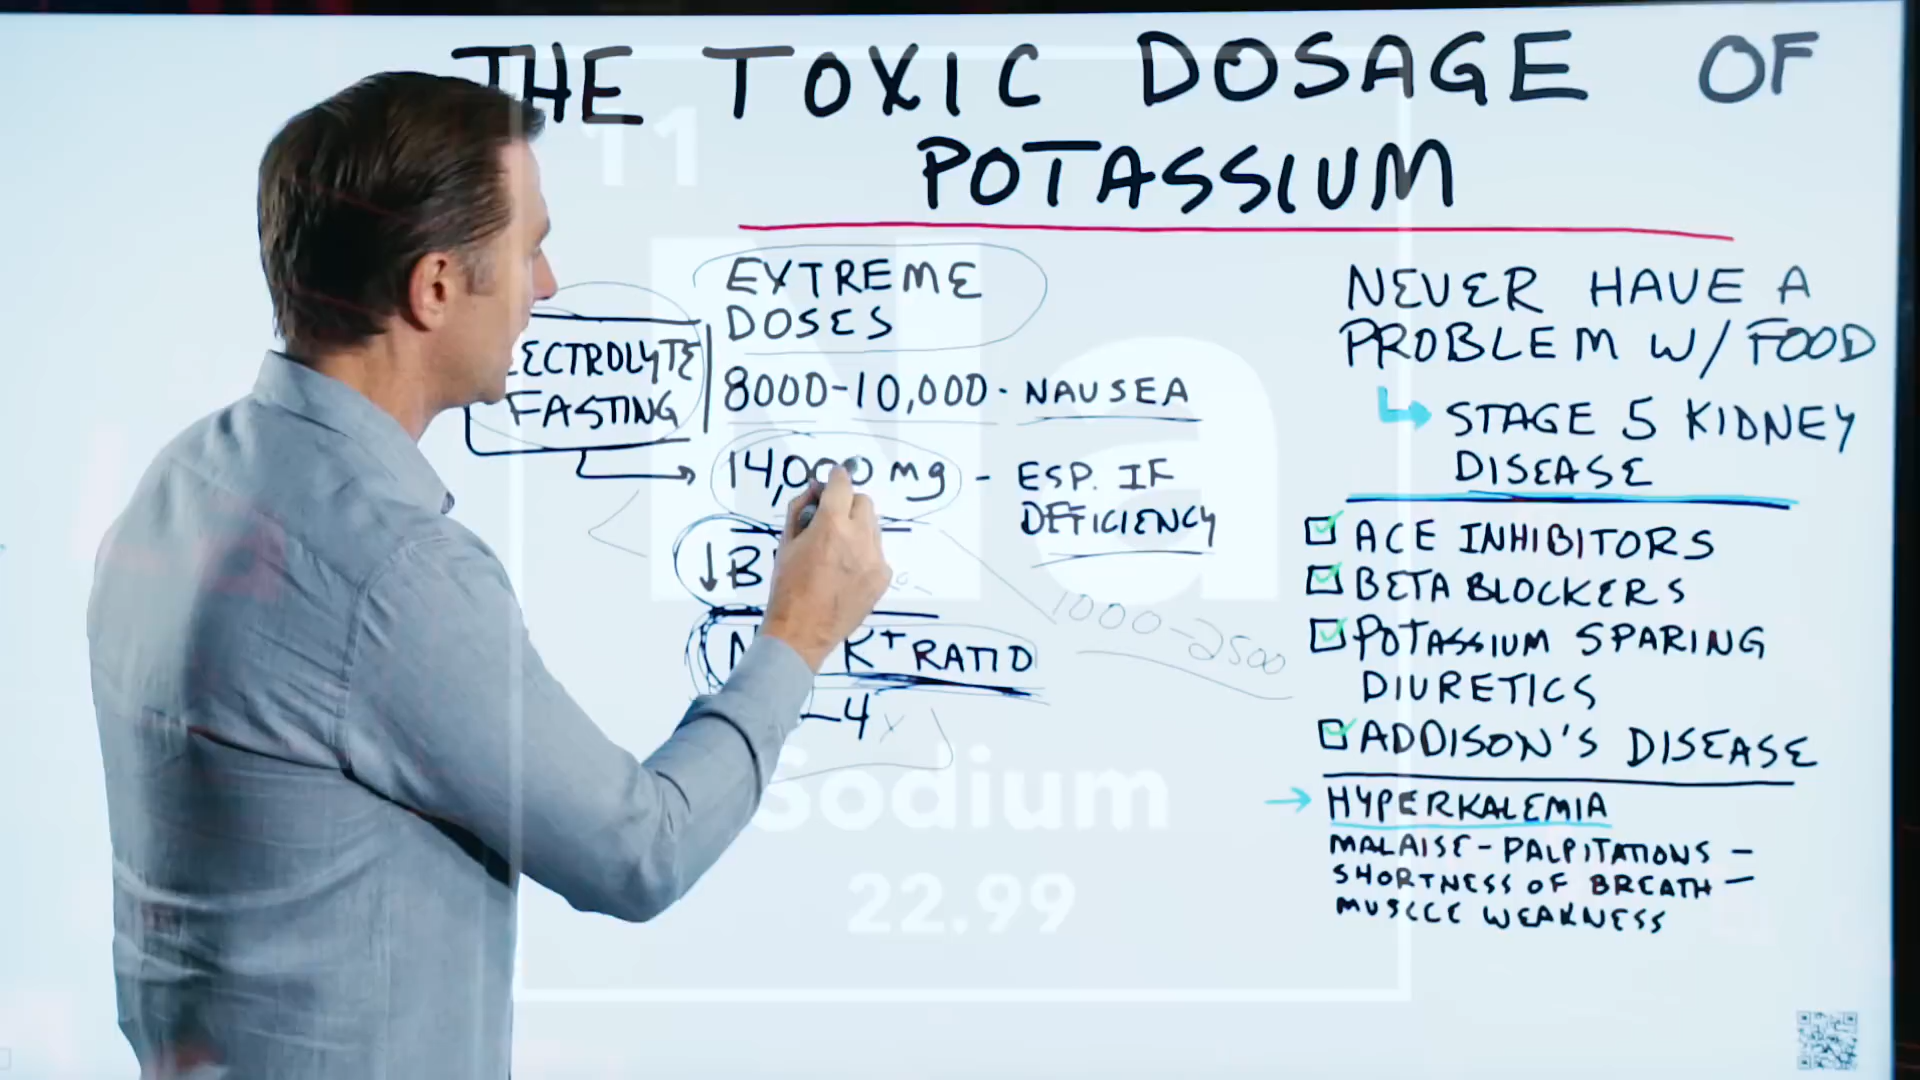 THE TOXIC DOSAGE OF
POTASSIUM
11
Na
Sodium
22.99
EXTREME
DOSES
ECTROLYTE
FASTING
8000-10,000 - NAUSEA
14,000 mg - ESP. IF
DEFICIENCY
↓B
1000-2500
N K+ RATIO
-4x
NEVER HAVE A
PROBLEM W/ FOOD
STAGE 5 KIDNEY
DISEASE
ACE INHIBITORS
BETA BLOCKERS
POTASSIUM SPARING
DIURETICS
ADDISON'S DISEASE
HYPERKALEMIA
MALAISE - PALPITATIONS -
SHORTNESS OF BREATH -
MUSCLE WEAKNESS